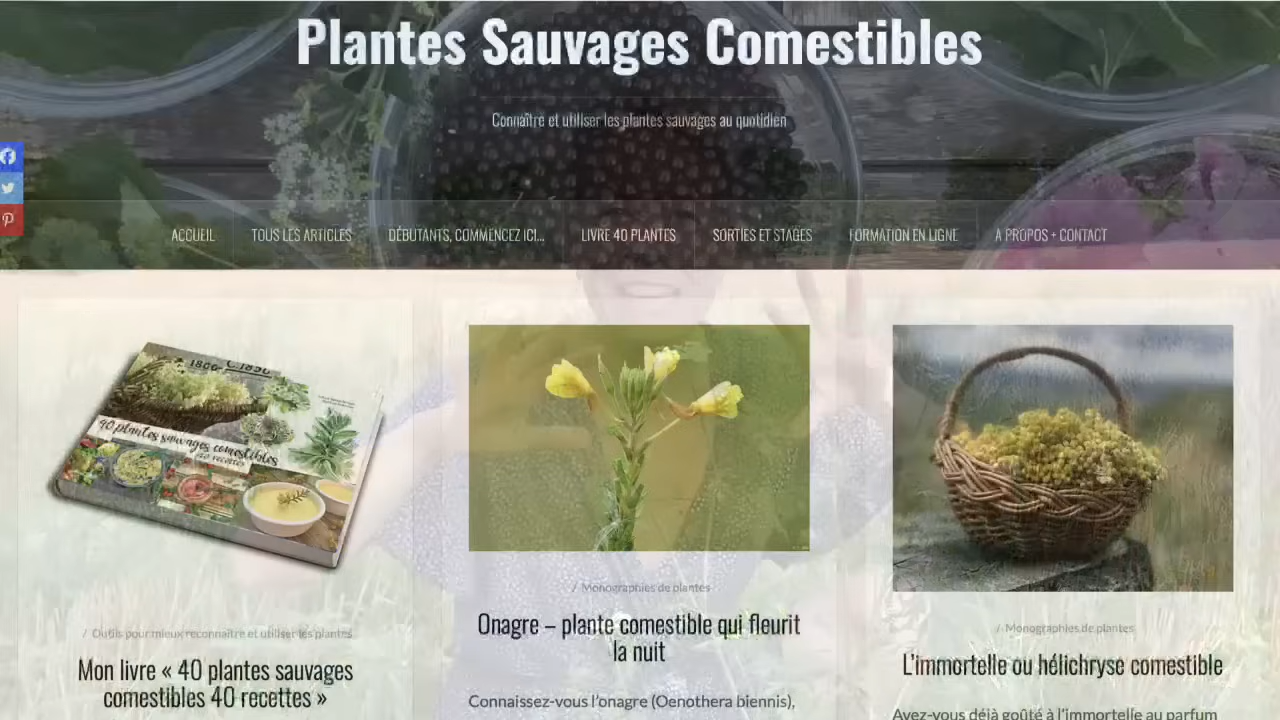 Plantes Sauvages Comestibles
Connaître et utiliser les plantes sauvages au quotidien
ACCUEIL
TOUS LES ARTICLES
DÉBUTANTS, COMMENCEZ ICI...
LIVRE 40 PLANTES
SORTIES ET STAGES
FORMATION EN LIGNE
A PROPOS + CONTACT
40 plantes sauvages comestibles
40 recettes
/ Outils pour mieux reconnaitre et utiliser les plantes
Mon livre « 40 plantes sauvages
comestibles 40 recettes »
/ Monographies de plantes
Onagre – plante comestible qui fleurit
la nuit
Connaissez-vous l'onagre (Oenothera biennis),
/ Monographies de plantes
L'immortelle ou hélichryse comestible
Avez-vous déjà goûté à l'immortelle au parfum